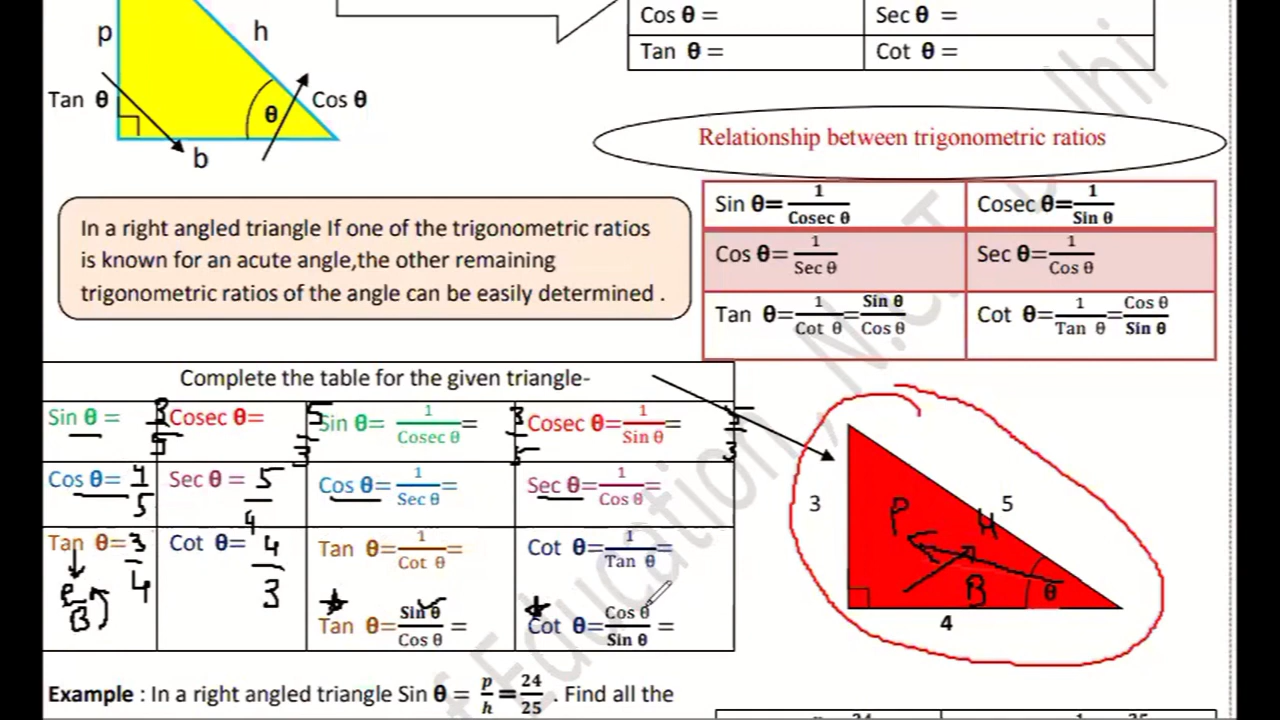 Cos θ =
Sec θ =
p
h
Tan θ =
Cot θ =
Tan θ
θ
Cos θ
b
Relationship between trigonometric ratios
Sin θ= 1/Cosec θ
Cosec θ= 1/Sin θ
In a right angled triangle If one of the trigonometric ratios
is known for an acute angle,the other remaining
trigonometric ratios of the angle can be easily determined .
Cos θ= 1/Sec θ
Sec θ= 1/Cos θ
Tan θ= 1/Cot θ = Sin θ/Cos θ
Cot θ= 1/Tan θ = Cos θ/Sin θ
Complete the table for the given triangle-
Sin θ = 3/5
Cosec θ= 5/3
Sin θ= 1/Cosec θ = 3/5
Cosec θ= 1/Sin θ = 5/3
Cos θ= 4/5
Sec θ = 5/4
Cos θ= 1/Sec θ =
Sec θ= 1/Cos θ =
Tan θ= 3/4
P/B
Cot θ= 4/3
Tan θ= 1/Cot θ =
Cot θ= 1/Tan θ =
Tan θ= Sin θ/Cos θ =
Cot θ= Cos θ/Sin θ =
3
P
H
5
B
θ
4
Example : In a right angled triangle Sin θ = p/h = 24/25 . Find all the
of Education, N.C.T. Delhi